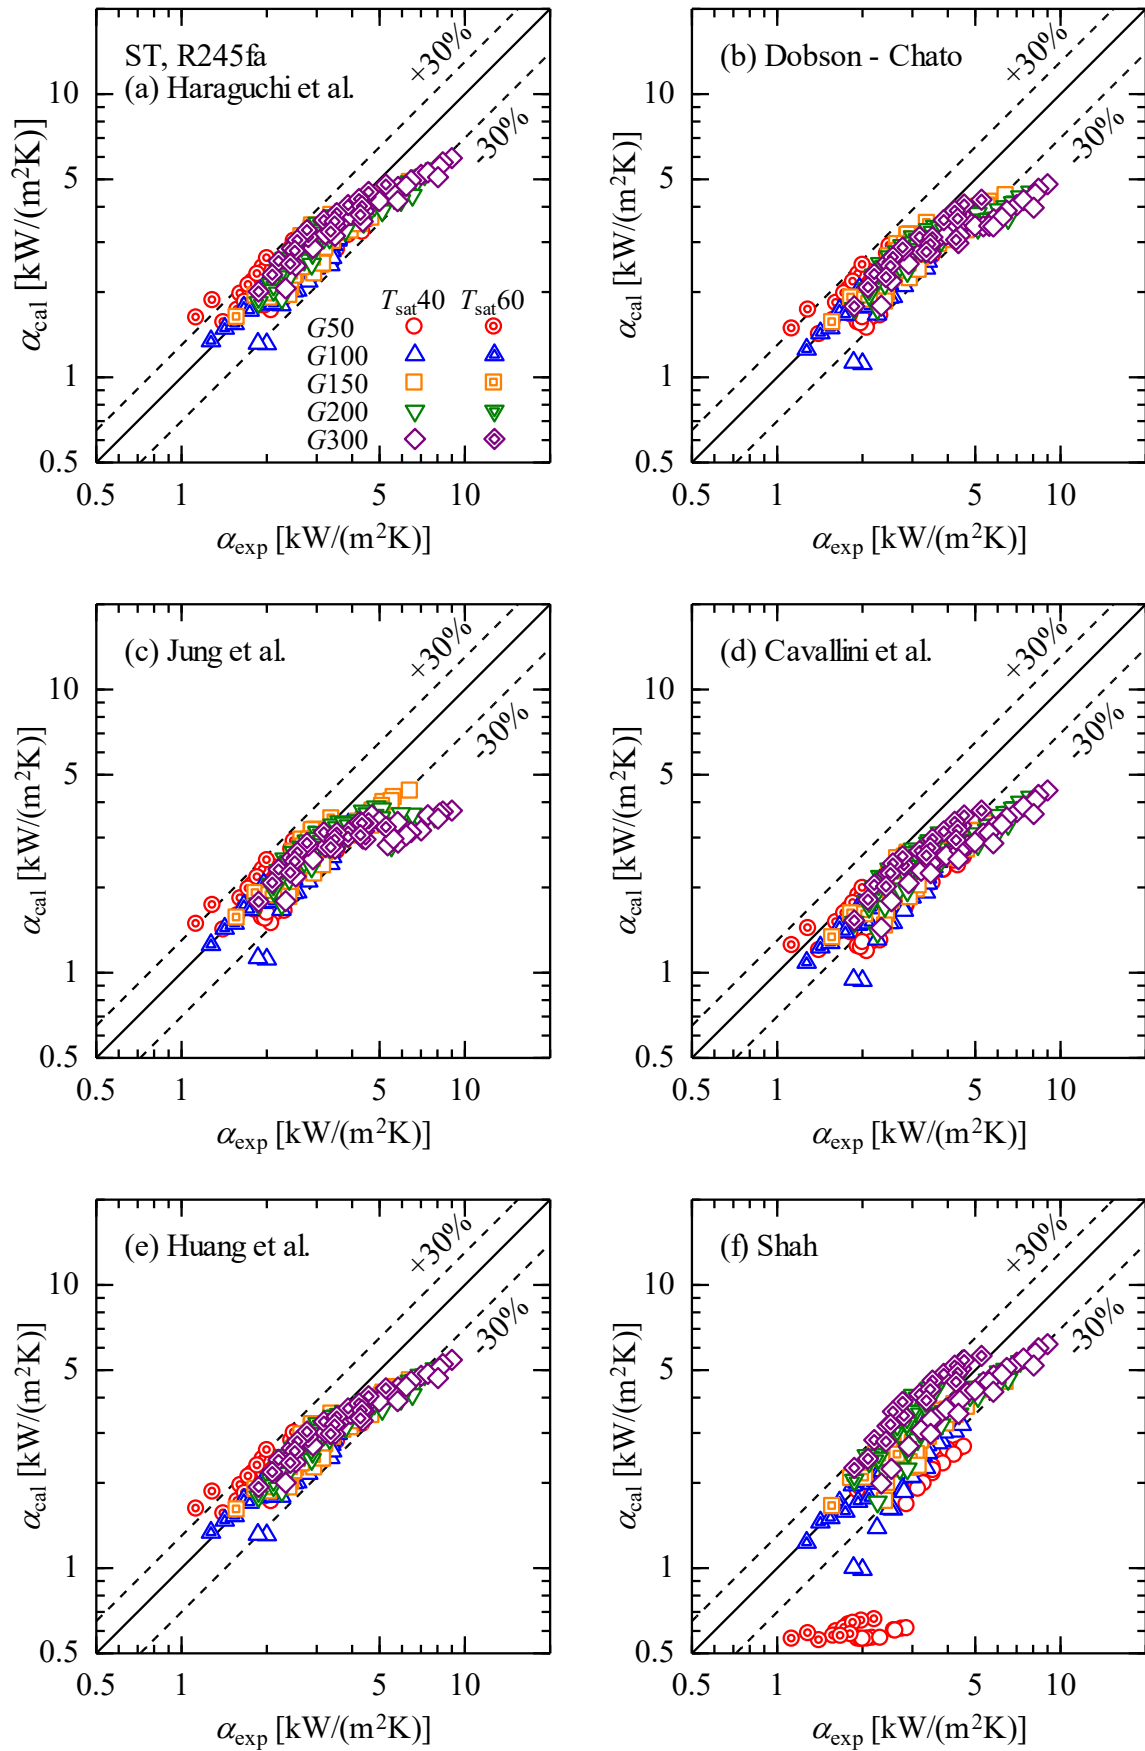 ST, R245fa
(a) Haraguchi et al.
+30%
-30%
10
5
1
0.5
α_cal [kW/(m²K)]
T_sat40 T_sat60
G50
G100
G150
G200
G300
0.5 1 5 10
α_exp [kW/(m²K)]
(b) Dobson - Chato
+30%
-30%
10
5
1
0.5
α_cal [kW/(m²K)]
0.5 1 5 10
α_exp [kW/(m²K)]
(c) Jung et al.
+30%
-30%
10
5
1
0.5
α_cal [kW/(m²K)]
0.5 1 5 10
α_exp [kW/(m²K)]
(d) Cavallini et al.
+30%
-30%
10
5
1
0.5
α_cal [kW/(m²K)]
0.5 1 5 10
α_exp [kW/(m²K)]
(e) Huang et al.
+30%
-30%
10
5
1
0.5
α_cal [kW/(m²K)]
0.5 1 5 10
α_exp [kW/(m²K)]
(f) Shah
+30%
-30%
10
5
1
0.5
α_cal [kW/(m²K)]
0.5 1 5 10
α_exp [kW/(m²K)]